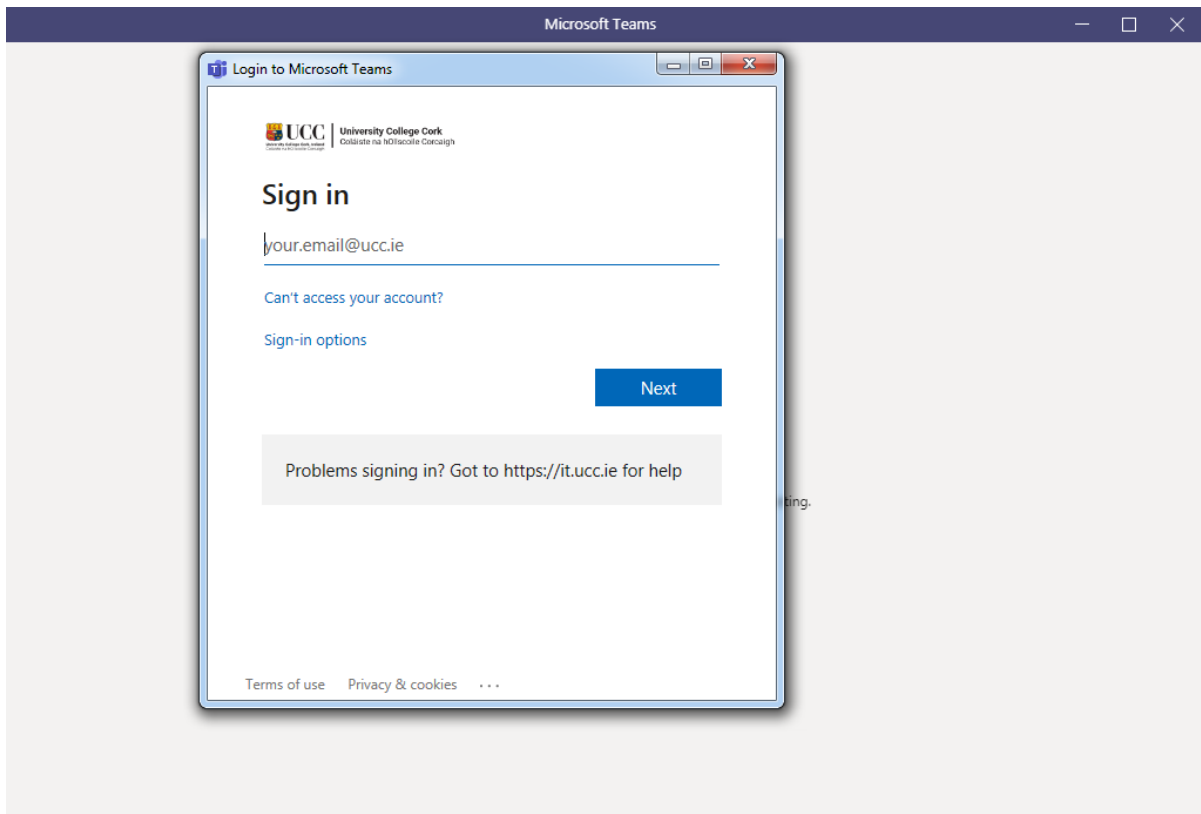 Microsoft Teams
Login to Microsoft Teams
UCC
University College Cork
Coláiste na hOllscoile Corcaigh
Sign in
your.email@ucc.ie
Can't access your account?
Sign-in options
Next
Problems signing in? Got to https://it.ucc.ie for help
ting.
Terms of use Privacy & cookies ...